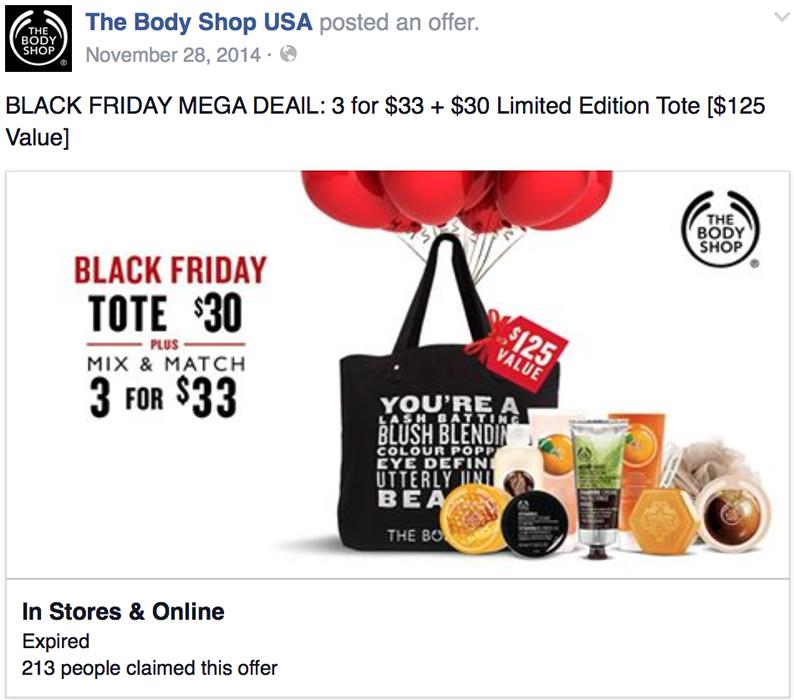 THE
BODY
SHOP
®
The Body Shop USA posted an offer.
November 28, 2014 ·
BLACK FRIDAY MEGA DEAIL: 3 for $33 + $30 Limited Edition Tote [$125
Value]
THE
BODY
SHOP
®
BLACK FRIDAY
TOTE $30
PLUS
MIX & MATCH
3 FOR $33
$125
VALUE
YOU'RE A
LASH BATTING
BLUSH BLENDIN
COLOUR POPP
EYE DEFINI
UTTERLY UNI
BEA
THE BO
In Stores & Online
Expired
213 people claimed this offer